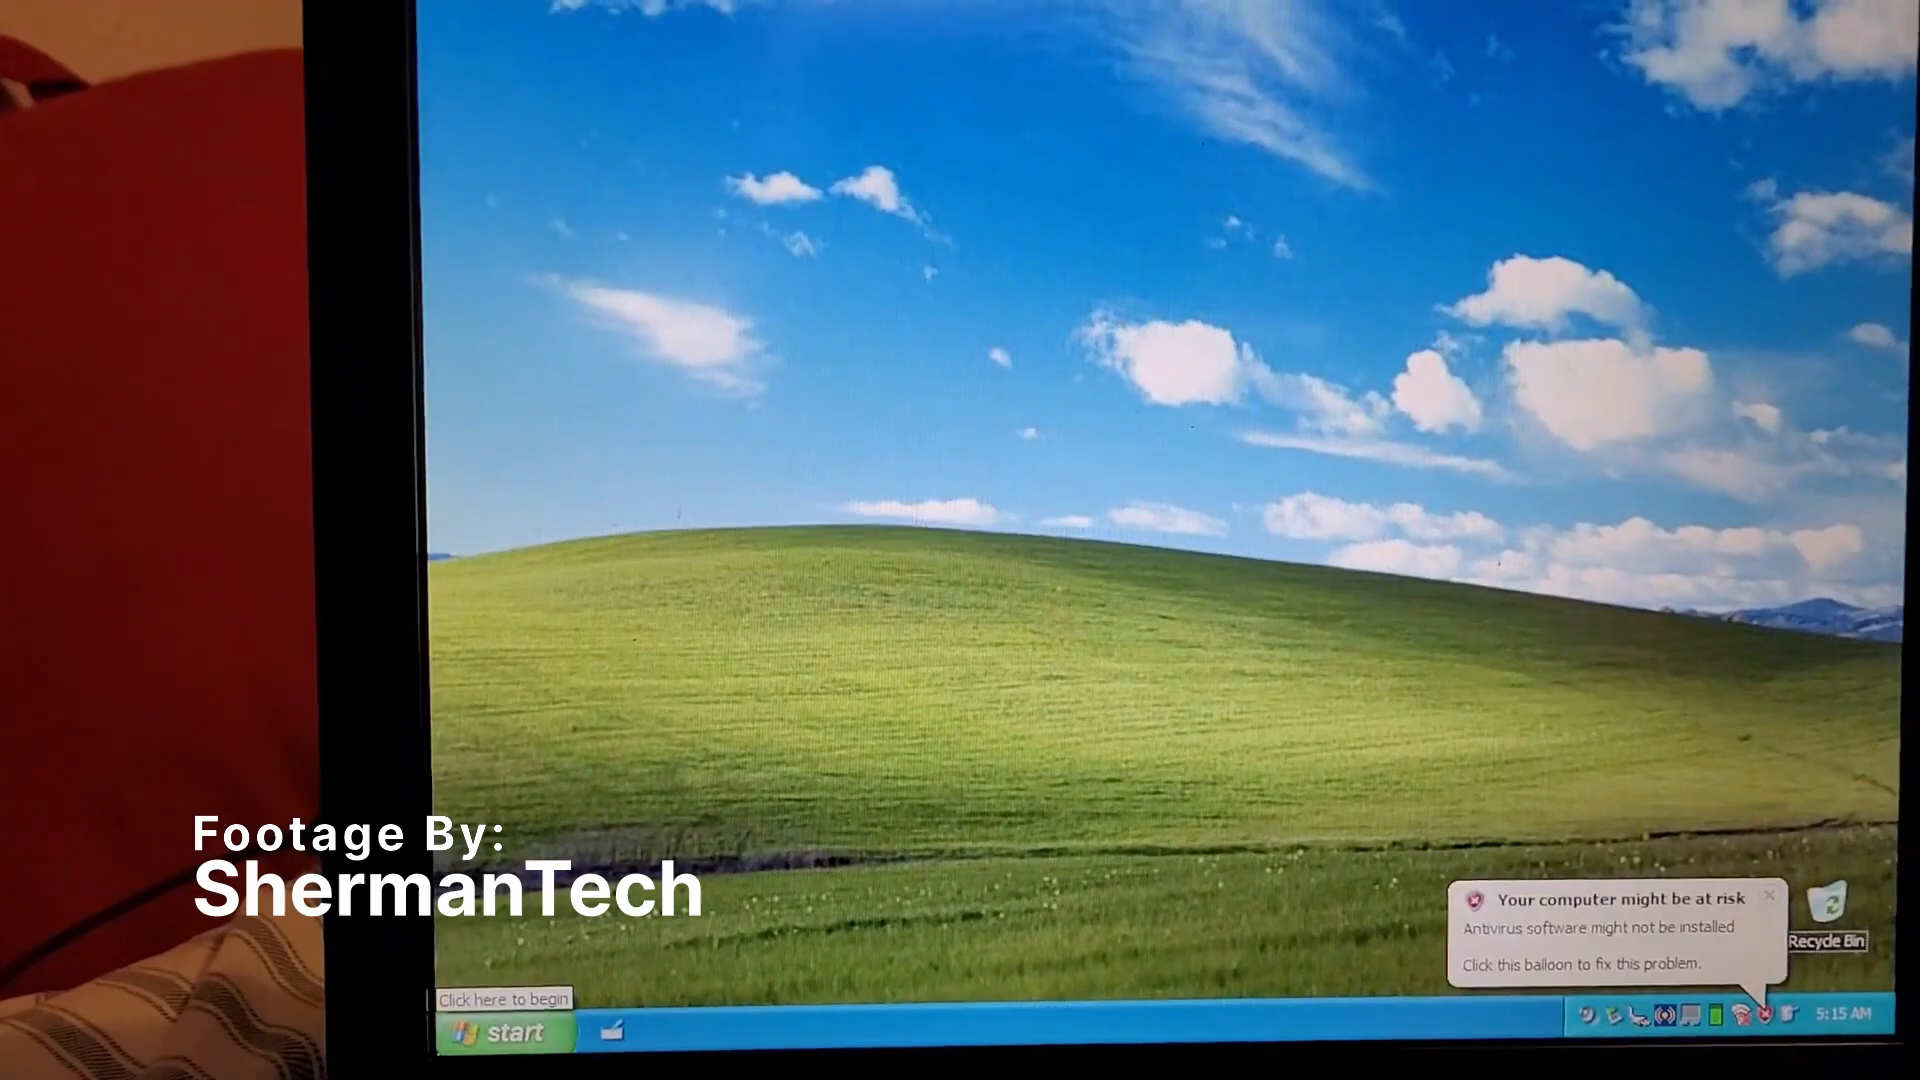 Footage By:
ShermanTech
Your computer might be at risk
Antivirus software might not be installed
Click this balloon to fix this problem.
Recycle Bin
Click here to begin
start
5:15 AM